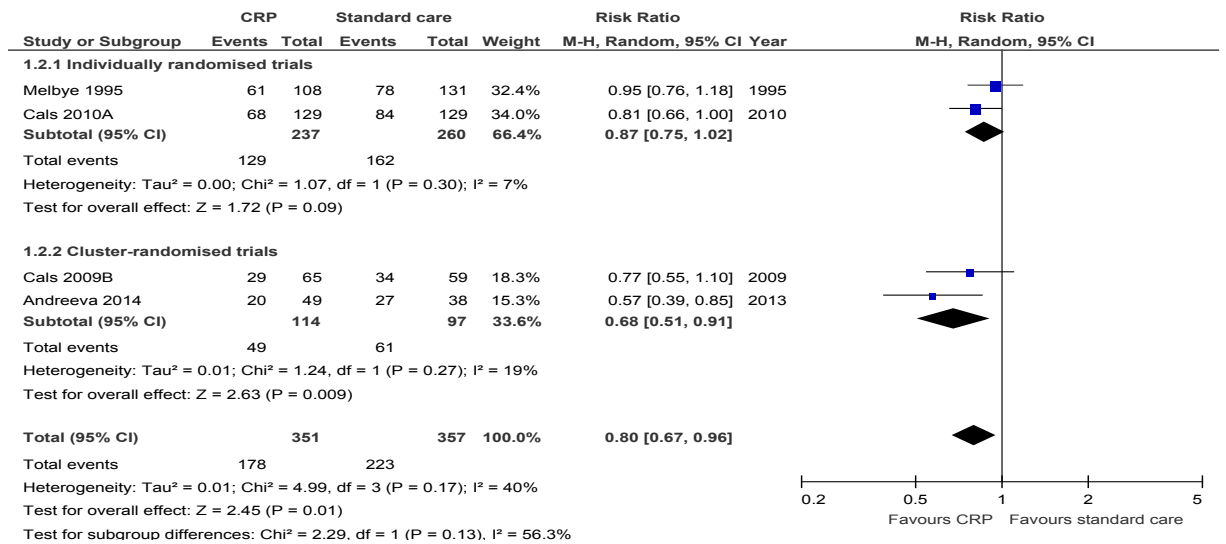 CRP Standard care Risk Ratio Risk Ratio
Study or Subgroup Events Total Events Total Weight M-H, Random, 95% CI Year M-H, Random, 95% CI
1.2.1 Individually randomised trials
Melbye 1995 61 108 78 131 32.4% 0.95 [0.76, 1.18] 1995
Cals 2010A 68 129 84 129 34.0% 0.81 [0.66, 1.00] 2010
Subtotal (95% CI) 237 260 66.4% 0.87 [0.75, 1.02]
Total events 129 162
Heterogeneity: Tau² = 0.00; Chi² = 1.07, df = 1 (P = 0.30); I² = 7%
Test for overall effect: Z = 1.72 (P = 0.09)
1.2.2 Cluster-randomised trials
Cals 2009B 29 65 34 59 18.3% 0.77 [0.55, 1.10] 2009
Andreeva 2014 20 49 27 38 15.3% 0.57 [0.39, 0.85] 2013
Subtotal (95% CI) 114 97 33.6% 0.68 [0.51, 0.91]
Total events 49 61
Heterogeneity: Tau² = 0.01; Chi² = 1.24, df = 1 (P = 0.27); I² = 19%
Test for overall effect: Z = 2.63 (P = 0.009)
Total (95% CI) 351 357 100.0% 0.80 [0.67, 0.96]
Total events 178 223
Heterogeneity: Tau² = 0.01; Chi² = 4.99, df = 3 (P = 0.17); I² = 40%
Test for overall effect: Z = 2.45 (P = 0.01)
Test for subgroup differences: Chi² = 2.29, df = 1 (P = 0.13), I² = 56.3%
0.2 0.5 1 2 5
Favours CRP Favours standard care